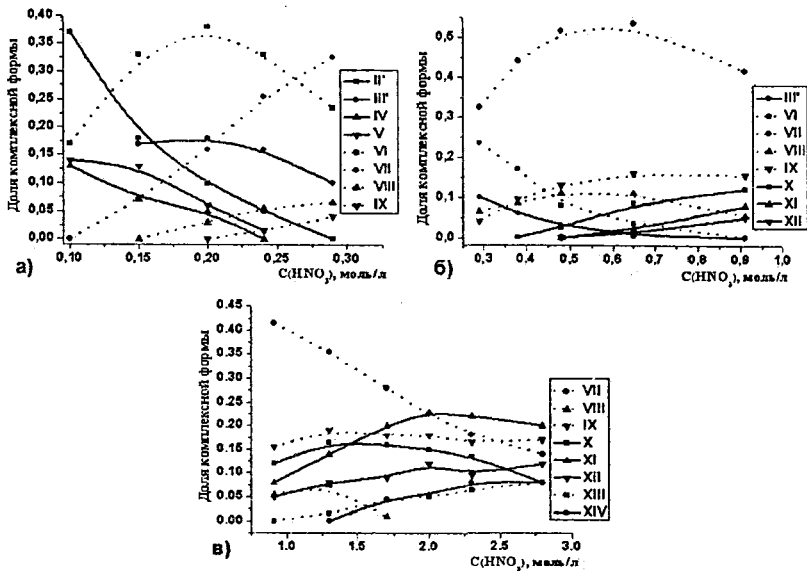 Доля комплексной формы
0,40
0,35
0,30
0,25
0,20
0,15
0,10
0,05
0,00
0,10
0,15
0,20
0,25
0,30
C(HNO3), моль/л
II'
III'
IV
V
VI
VII
VIII
IX
а)
Доля комплексной формы
0,6
0,4
0,2
0,0
0,3
0,4
0,5
0,6
0,7
0,8
0,9
1,0
C(HNO3), моль/л
III'
VI
VII
VIII
IX
X
XI
XII
б)
Доля комплексной формы
0.45
0.40
0.35
0.30
0.25
0.20
0.15
0.10
0.05
0.00
1.0
1.5
2.0
2.5
3.0
C(HNO3), моль/л
VII
VIII
IX
X
XI
XII
XIII
XIV
в)